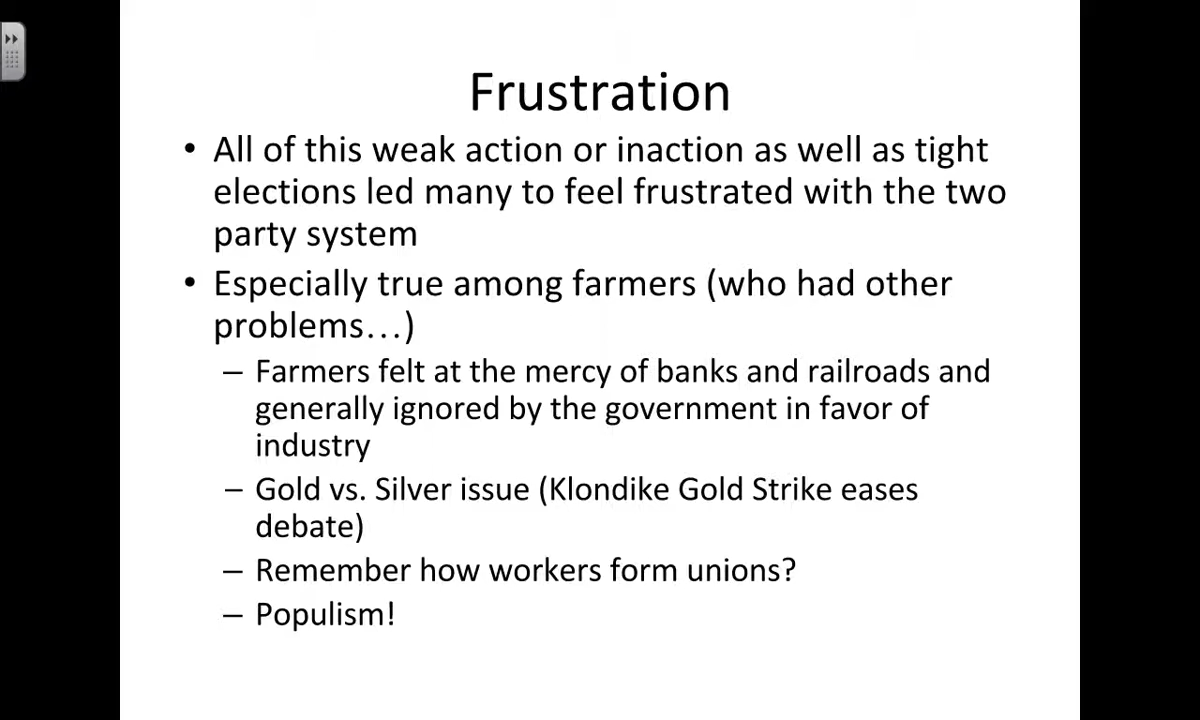 Frustration
• All of this weak action or inaction as well as tight
elections led many to feel frustrated with the two
party system
• Especially true among farmers (who had other
problems…)
– Farmers felt at the mercy of banks and railroads and
generally ignored by the government in favor of
industry
– Gold vs. Silver issue (Klondike Gold Strike eases
debate)
– Remember how workers form unions?
– Populism!